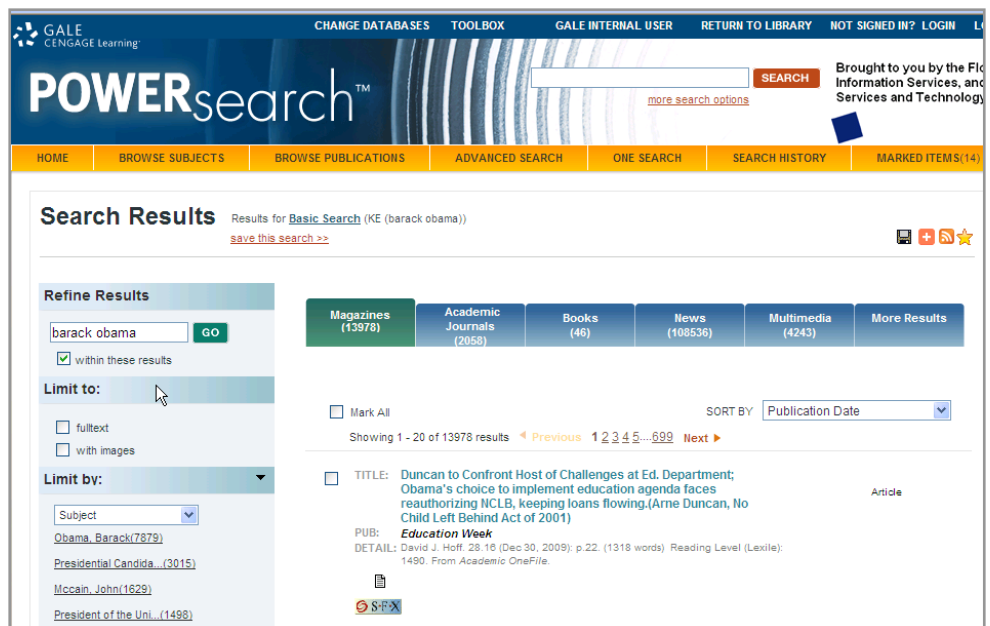 GALE
CENGAGE Learning·
CHANGE DATABASES TOOLBOX GALE INTERNAL USER RETURN TO LIBRARY NOT SIGNED IN? LOGIN
POWERsearch™
SEARCH
more search options
Brought to you by the
Information Services,
Services and Technology
HOME BROWSE SUBJECTS BROWSE PUBLICATIONS ADVANCED SEARCH ONE SEARCH SEARCH HISTORY MARKED ITEMS(14)
Search Results Results for Basic Search (KE (barack obama))
save this search >>
Refine Results
barack obama GO
within these results
Limit to:
fulltext
with images
Limit by:
Subject
Obama, Barack(7879)
Presidential Candida...(3015)
Mccain, John(1629)
President of the Uni...(1498)
Magazines
(13978)
Academic
Journals
(2058)
Books
(46)
News
(108536)
Multimedia
(4243)
More Results
Mark All SORT BY Publication Date
Showing 1 - 20 of 13978 results Previous 1 2 3 4 5....699 Next
TITLE: Duncan to Confront Host of Challenges at Ed. Department;
Obama's choice to implement education agenda faces
reauthorizing NCLB, keeping loans flowing.(Arne Duncan, No
Child Left Behind Act of 2001)
Article
PUB: Education Week
DETAIL: David J. Hoff. 28.16 (Dec 30, 2009): p.22. (1318 words) Reading Level (Lexile):
1490. From Academic OneFile.
S·F·X